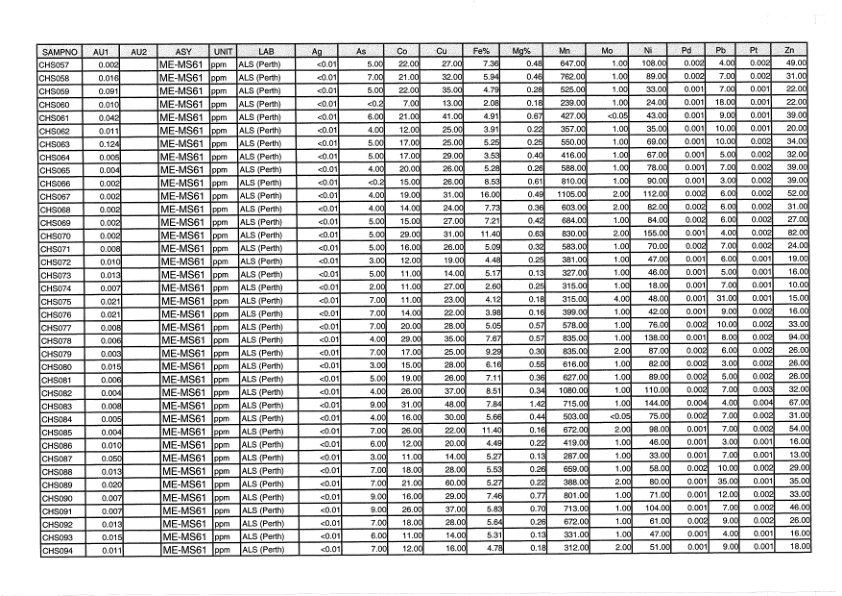 SAMPNO AU1 AU2 ASY UNIT LAB Ag As Co Cu Fe% Mg% Mn Mo Ni Pd Pb Pt Zn
CHS057 0.002 ME-MS61 ppm ALS (Perth) <0.01 5.00 22.00 27.00 7.36 0.48 647.00 1.00 108.00 0.002 4.00 0.002 49.00
CHS058 0.016 ME-MS61 ppm ALS (Perth) <0.01 7.00 21.00 32.00 5.94 0.46 762.00 1.00 89.00 0.002 7.00 0.002 31.00
CHS059 0.091 ME-MS61 ppm ALS (Perth) <0.01 5.00 22.00 35.00 4.79 0.28 525.00 1.00 33.00 0.001 7.00 0.001 22.00
CHS060 0.010 ME-MS61 ppm ALS (Perth) <0.01 <0.2 7.00 13.00 2.08 0.18 239.00 1.00 24.00 0.001 18.00 0.001 22.00
CHS061 0.042 ME-MS61 ppm ALS (Perth) <0.01 6.00 21.00 41.00 4.91 0.67 427.00 <0.05 43.00 0.001 9.00 0.001 39.00
CHS062 0.011 ME-MS61 ppm ALS (Perth) <0.01 4.00 12.00 25.00 3.91 0.22 357.00 1.00 35.00 0.001 10.00 0.001 20.00
CHS063 0.124 ME-MS61 ppm ALS (Perth) <0.01 5.00 17.00 25.00 5.25 0.25 550.00 1.00 69.00 0.001 10.00 0.002 34.00
CHS064 0.005 ME-MS61 ppm ALS (Perth) <0.01 5.00 17.00 29.00 3.53 0.40 416.00 1.00 67.00 0.001 5.00 0.002 32.00
CHS065 0.004 ME-MS61 ppm ALS (Perth) <0.01 4.00 20.00 26.00 5.28 0.26 588.00 1.00 78.00 0.001 7.00 0.002 39.00
CHS066 0.002 ME-MS61 ppm ALS (Perth) <0.01 <0.2 15.00 26.00 8.53 0.61 810.00 1.00 90.00 0.001 3.00 0.002 39.00
CHS067 0.002 ME-MS61 ppm ALS (Perth) <0.01 4.00 19.00 31.00 16.00 0.49 1105.00 2.00 112.00 0.002 6.00 0.002 52.00
CHS068 0.002 ME-MS61 ppm ALS (Perth) <0.01 4.00 14.00 24.00 7.73 0.36 603.00 2.00 82.00 0.002 6.00 0.002 31.00
CHS069 0.002 ME-MS61 ppm ALS (Perth) <0.01 5.00 15.00 27.00 7.21 0.42 684.00 1.00 84.00 0.002 6.00 0.002 27.00
CHS070 0.002 ME-MS61 ppm ALS (Perth) <0.01 5.00 29.00 31.00 11.40 0.63 830.00 2.00 155.00 0.001 4.00 0.002 82.00
CHS071 0.008 ME-MS61 ppm ALS (Perth) <0.01 5.00 16.00 26.00 5.09 0.32 583.00 1.00 70.00 0.002 7.00 0.002 24.00
CHS072 0.010 ME-MS61 ppm ALS (Perth) <0.01 3.00 12.00 19.00 4.48 0.25 381.00 1.00 47.00 0.001 6.00 0.001 19.00
CHS073 0.013 ME-MS61 ppm ALS (Perth) <0.01 5.00 11.00 14.00 5.17 0.13 327.00 1.00 46.00 0.001 5.00 0.001 16.00
CHS074 0.007 ME-MS61 ppm ALS (Perth) <0.01 2.00 11.00 27.00 2.60 0.25 315.00 1.00 18.00 0.001 7.00 0.001 10.00
CHS075 0.021 ME-MS61 ppm ALS (Perth) <0.01 7.00 11.00 23.00 4.12 0.18 315.00 4.00 48.00 0.001 31.00 0.001 15.00
CHS076 0.021 ME-MS61 ppm ALS (Perth) <0.01 7.00 14.00 22.00 3.98 0.16 399.00 1.00 42.00 0.001 9.00 0.002 16.00
CHS077 0.008 ME-MS61 ppm ALS (Perth) <0.01 7.00 20.00 28.00 5.05 0.57 578.00 1.00 76.00 0.002 10.00 0.002 33.00
CHS078 0.006 ME-MS61 ppm ALS (Perth) <0.01 4.00 29.00 35.00 7.67 0.57 835.00 1.00 138.00 0.001 8.00 0.002 94.00
CHS079 0.003 ME-MS61 ppm ALS (Perth) <0.01 7.00 17.00 25.00 9.29 0.30 835.00 2.00 87.00 0.002 6.00 0.002 26.00
CHS080 0.015 ME-MS61 ppm ALS (Perth) <0.01 3.00 15.00 28.00 6.16 0.55 616.00 1.00 82.00 0.002 3.00 0.002 26.00
CHS081 0.006 ME-MS61 ppm ALS (Perth) <0.01 5.00 19.00 26.00 7.11 0.36 627.00 1.00 89.00 0.002 5.00 0.002 26.00
CHS082 0.004 ME-MS61 ppm ALS (Perth) <0.01 4.00 26.00 37.00 8.51 0.34 1080.00 1.00 110.00 0.002 7.00 0.003 32.00
CHS083 0.008 ME-MS61 ppm ALS (Perth) <0.01 9.00 31.00 48.00 7.84 1.42 715.00 1.00 144.00 0.004 4.00 0.004 67.00
CHS084 0.005 ME-MS61 ppm ALS (Perth) <0.01 4.00 16.00 30.00 5.66 0.44 503.00 <0.05 75.00 0.002 7.00 0.002 31.00
CHS085 0.004 ME-MS61 ppm ALS (Perth) <0.01 7.00 26.00 22.00 11.40 0.16 672.00 2.00 98.00 0.001 7.00 0.002 54.00
CHS086 0.010 ME-MS61 ppm ALS (Perth) <0.01 6.00 12.00 20.00 4.49 0.22 419.00 1.00 46.00 0.001 3.00 0.001 16.00
CHS087 0.050 ME-MS61 ppm ALS (Perth) <0.01 3.00 11.00 14.00 5.27 0.13 287.00 1.00 33.00 0.001 7.00 0.001 13.00
CHS088 0.013 ME-MS61 ppm ALS (Perth) <0.01 7.00 18.00 28.00 5.53 0.26 659.00 1.00 58.00 0.002 10.00 0.002 29.00
CHS089 0.020 ME-MS61 ppm ALS (Perth) <0.01 7.00 21.00 60.00 5.27 0.22 388.00 2.00 80.00 0.001 35.00 0.001 35.00
CHS090 0.007 ME-MS61 ppm ALS (Perth) <0.01 9.00 16.00 29.00 7.46 0.77 801.00 1.00 71.00 0.001 12.00 0.002 33.00
CHS091 0.007 ME-MS61 ppm ALS (Perth) <0.01 9.00 26.00 37.00 5.83 0.70 713.00 1.00 104.00 0.001 7.00 0.002 46.00
CHS092 0.013 ME-MS61 ppm ALS (Perth) <0.01 7.00 18.00 28.00 5.64 0.26 672.00 1.00 61.00 0.002 9.00 0.002 26.00
CHS093 0.015 ME-MS61 ppm ALS (Perth) <0.01 6.00 11.00 14.00 5.31 0.13 331.00 1.00 47.00 0.001 4.00 0.001 16.00
CHS094 0.011 ME-MS61 ppm ALS (Perth) <0.01 7.00 12.00 16.00 4.78 0.18 312.00 2.00 51.00 0.001 9.00 0.001 18.00